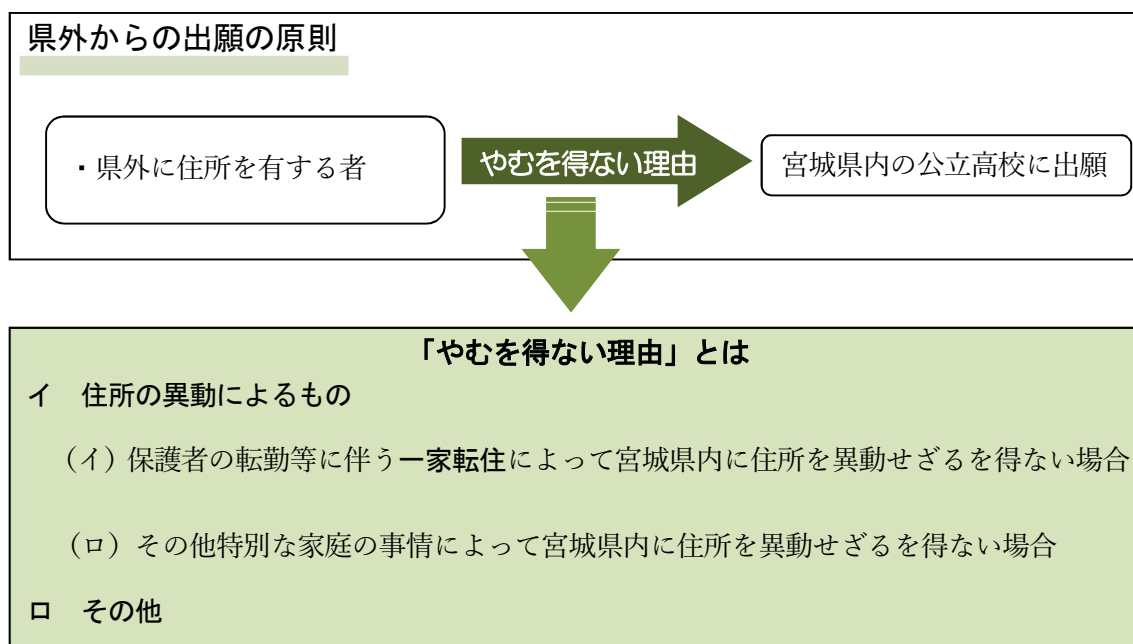 県外からの出願の原則
・県外に住所を有する者
やむを得ない理由
宮城県内の公立高校に出願
「やむを得ない理由」とは
イ　住所の異動によるもの
（イ）保護者の転勤等に伴う一家転住によって宮城県内に住所を異動せざるを得ない場合
（ロ）その他特別な家庭の事情によって宮城県内に住所を異動せざるを得ない場合
ロ　その他